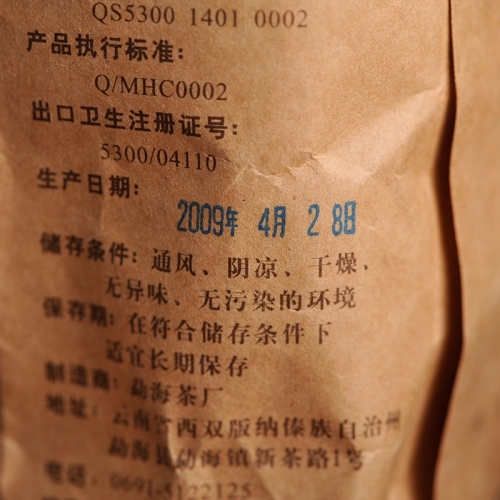 QS5300 1401 0002
产品执行标准：
Q/MHC0002
出口卫生注册证号：
5300/04110
生产日期：
2009年 4月 28日
储存条件：通风、阴凉、干燥、
无异味、无污染的环境
保存期：在符合储存条件下
适宜长期保存
制造商：勐海茶厂
地址：云南省西双版纳傣族自治州
勐海县勐海镇新茶路1号
电话：0691-5122125